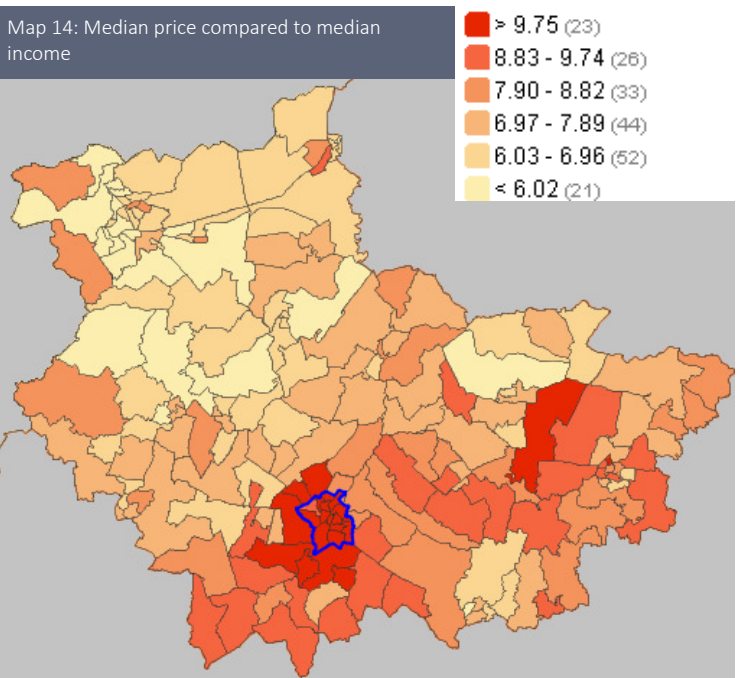 Map 14: Median price compared to median
income
> 9.75 (23)
8.83 - 9.74 (26)
7.90 - 8.82 (33)
6.97 - 7.89 (44)
6.03 - 6.96 (52)
< 6.02 (21)